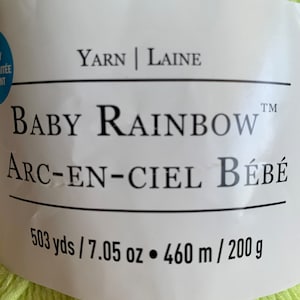 YARN | LAINE
BABY RAINBOW™
ARC-EN-CIEL BÉBÉ
503 yds / 7.05 oz • 460 m / 200 g